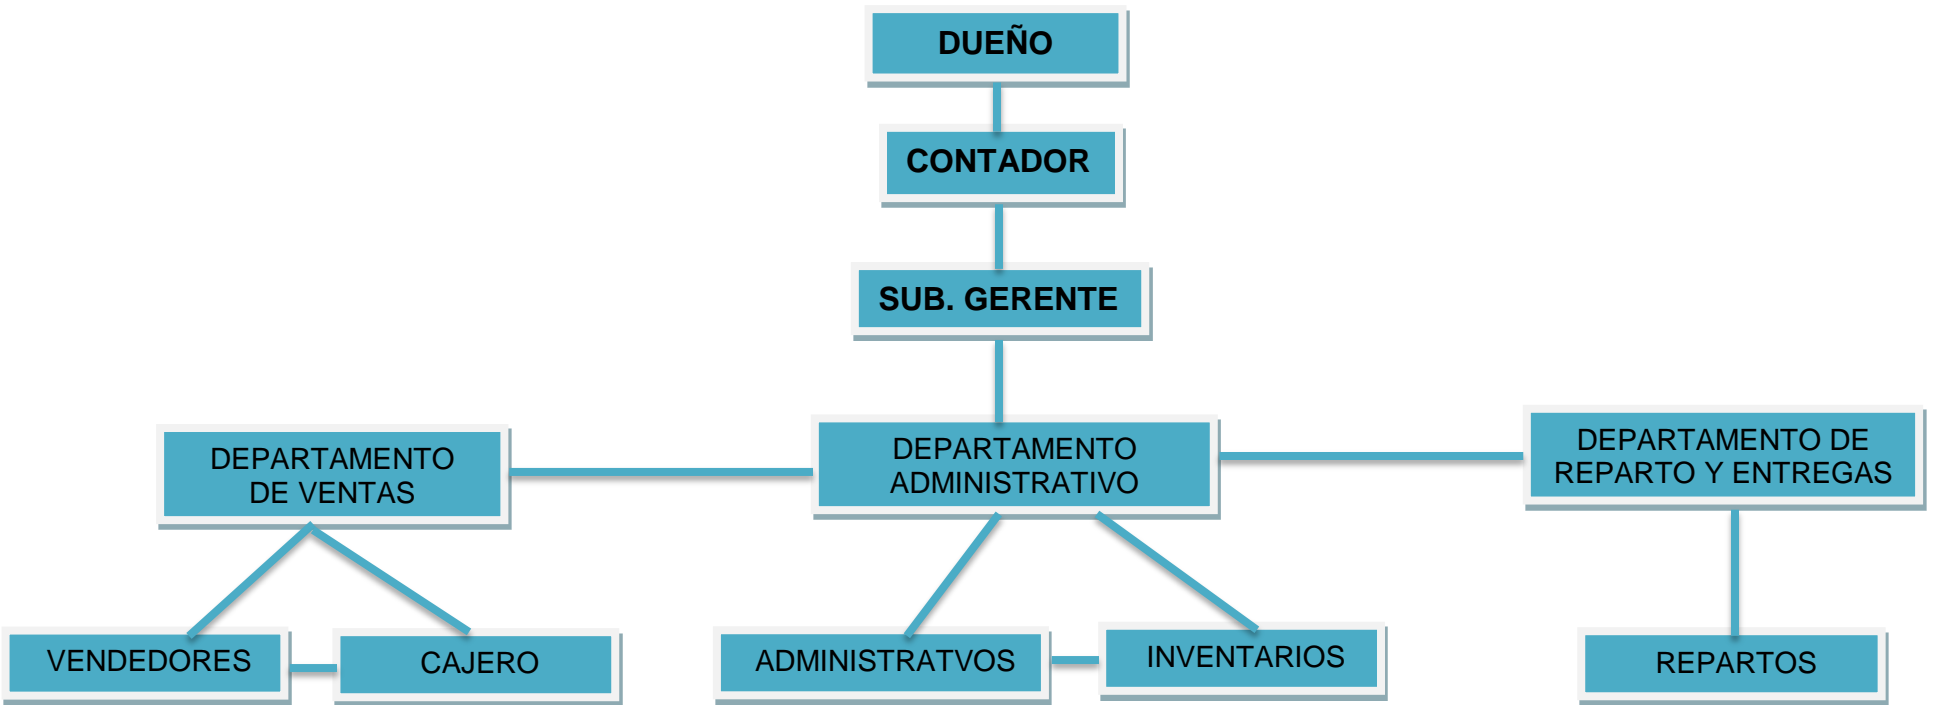 DUEÑO
CONTADOR
SUB. GERENTE
DEPARTAMENTO
DE VENTAS
DEPARTAMENTO
ADMINISTRATIVO
DEPARTAMENTO DE
REPARTO Y ENTREGAS
VENDEDORES
CAJERO
ADMINISTRATVOS
INVENTARIOS
REPARTOS